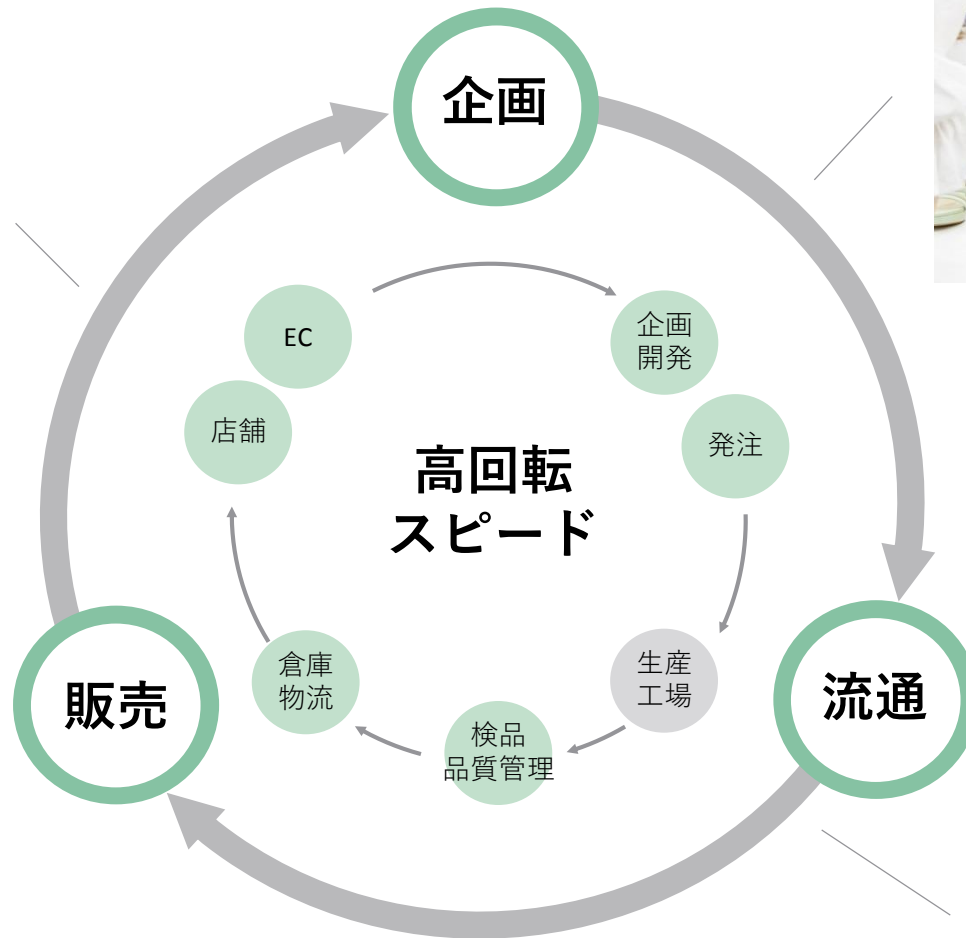 企画
EC
企画
開発
店舗
発注
高回転
スピード
倉庫
物流
生産
工場
販売
流通
検品
品質管理